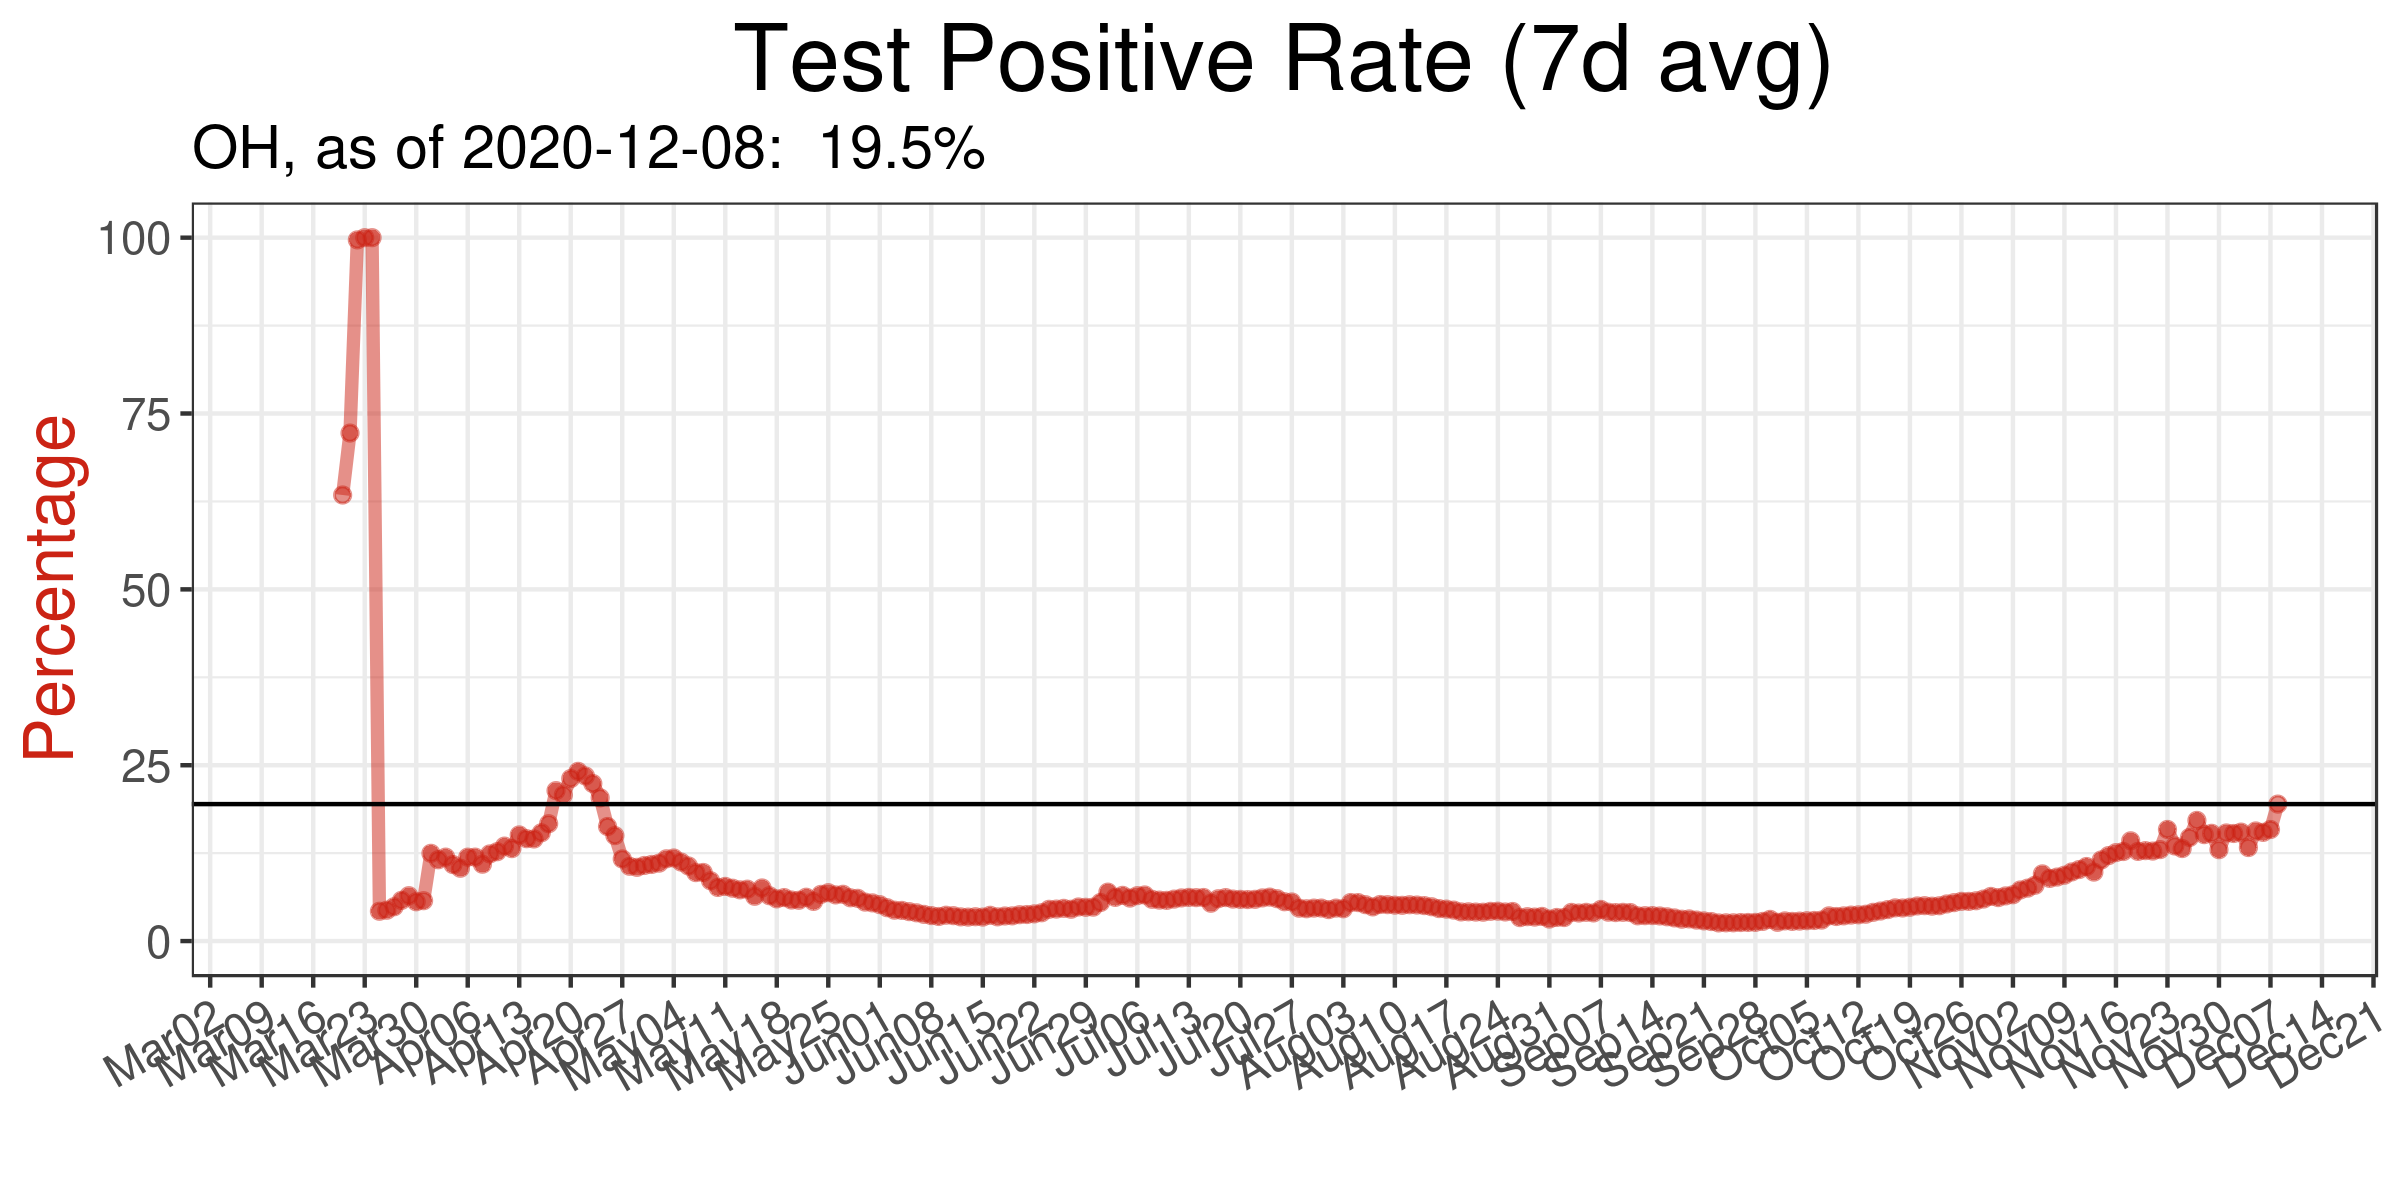 Test Positive Rate (7d avg)
OH, as of 2020-12-08:  19.5%
Percentage
100
75
50
25
0
Mar02
Mar09
Mar16
Mar23
Mar30
Apr06
Apr13
Apr20
Apr27
May04
May11
May18
May25
Jun01
Jun08
Jun15
Jun22
Jun29
Jul06
Jul13
Jul20
Jul27
Aug03
Aug10
Aug17
Aug24
Aug31
Sep07
Sep14
Sep21
Sep28
Oct05
Oct12
Oct19
Oct26
Nov02
Nov09
Nov16
Nov23
Nov30
Dec07
Dec14
Dec21